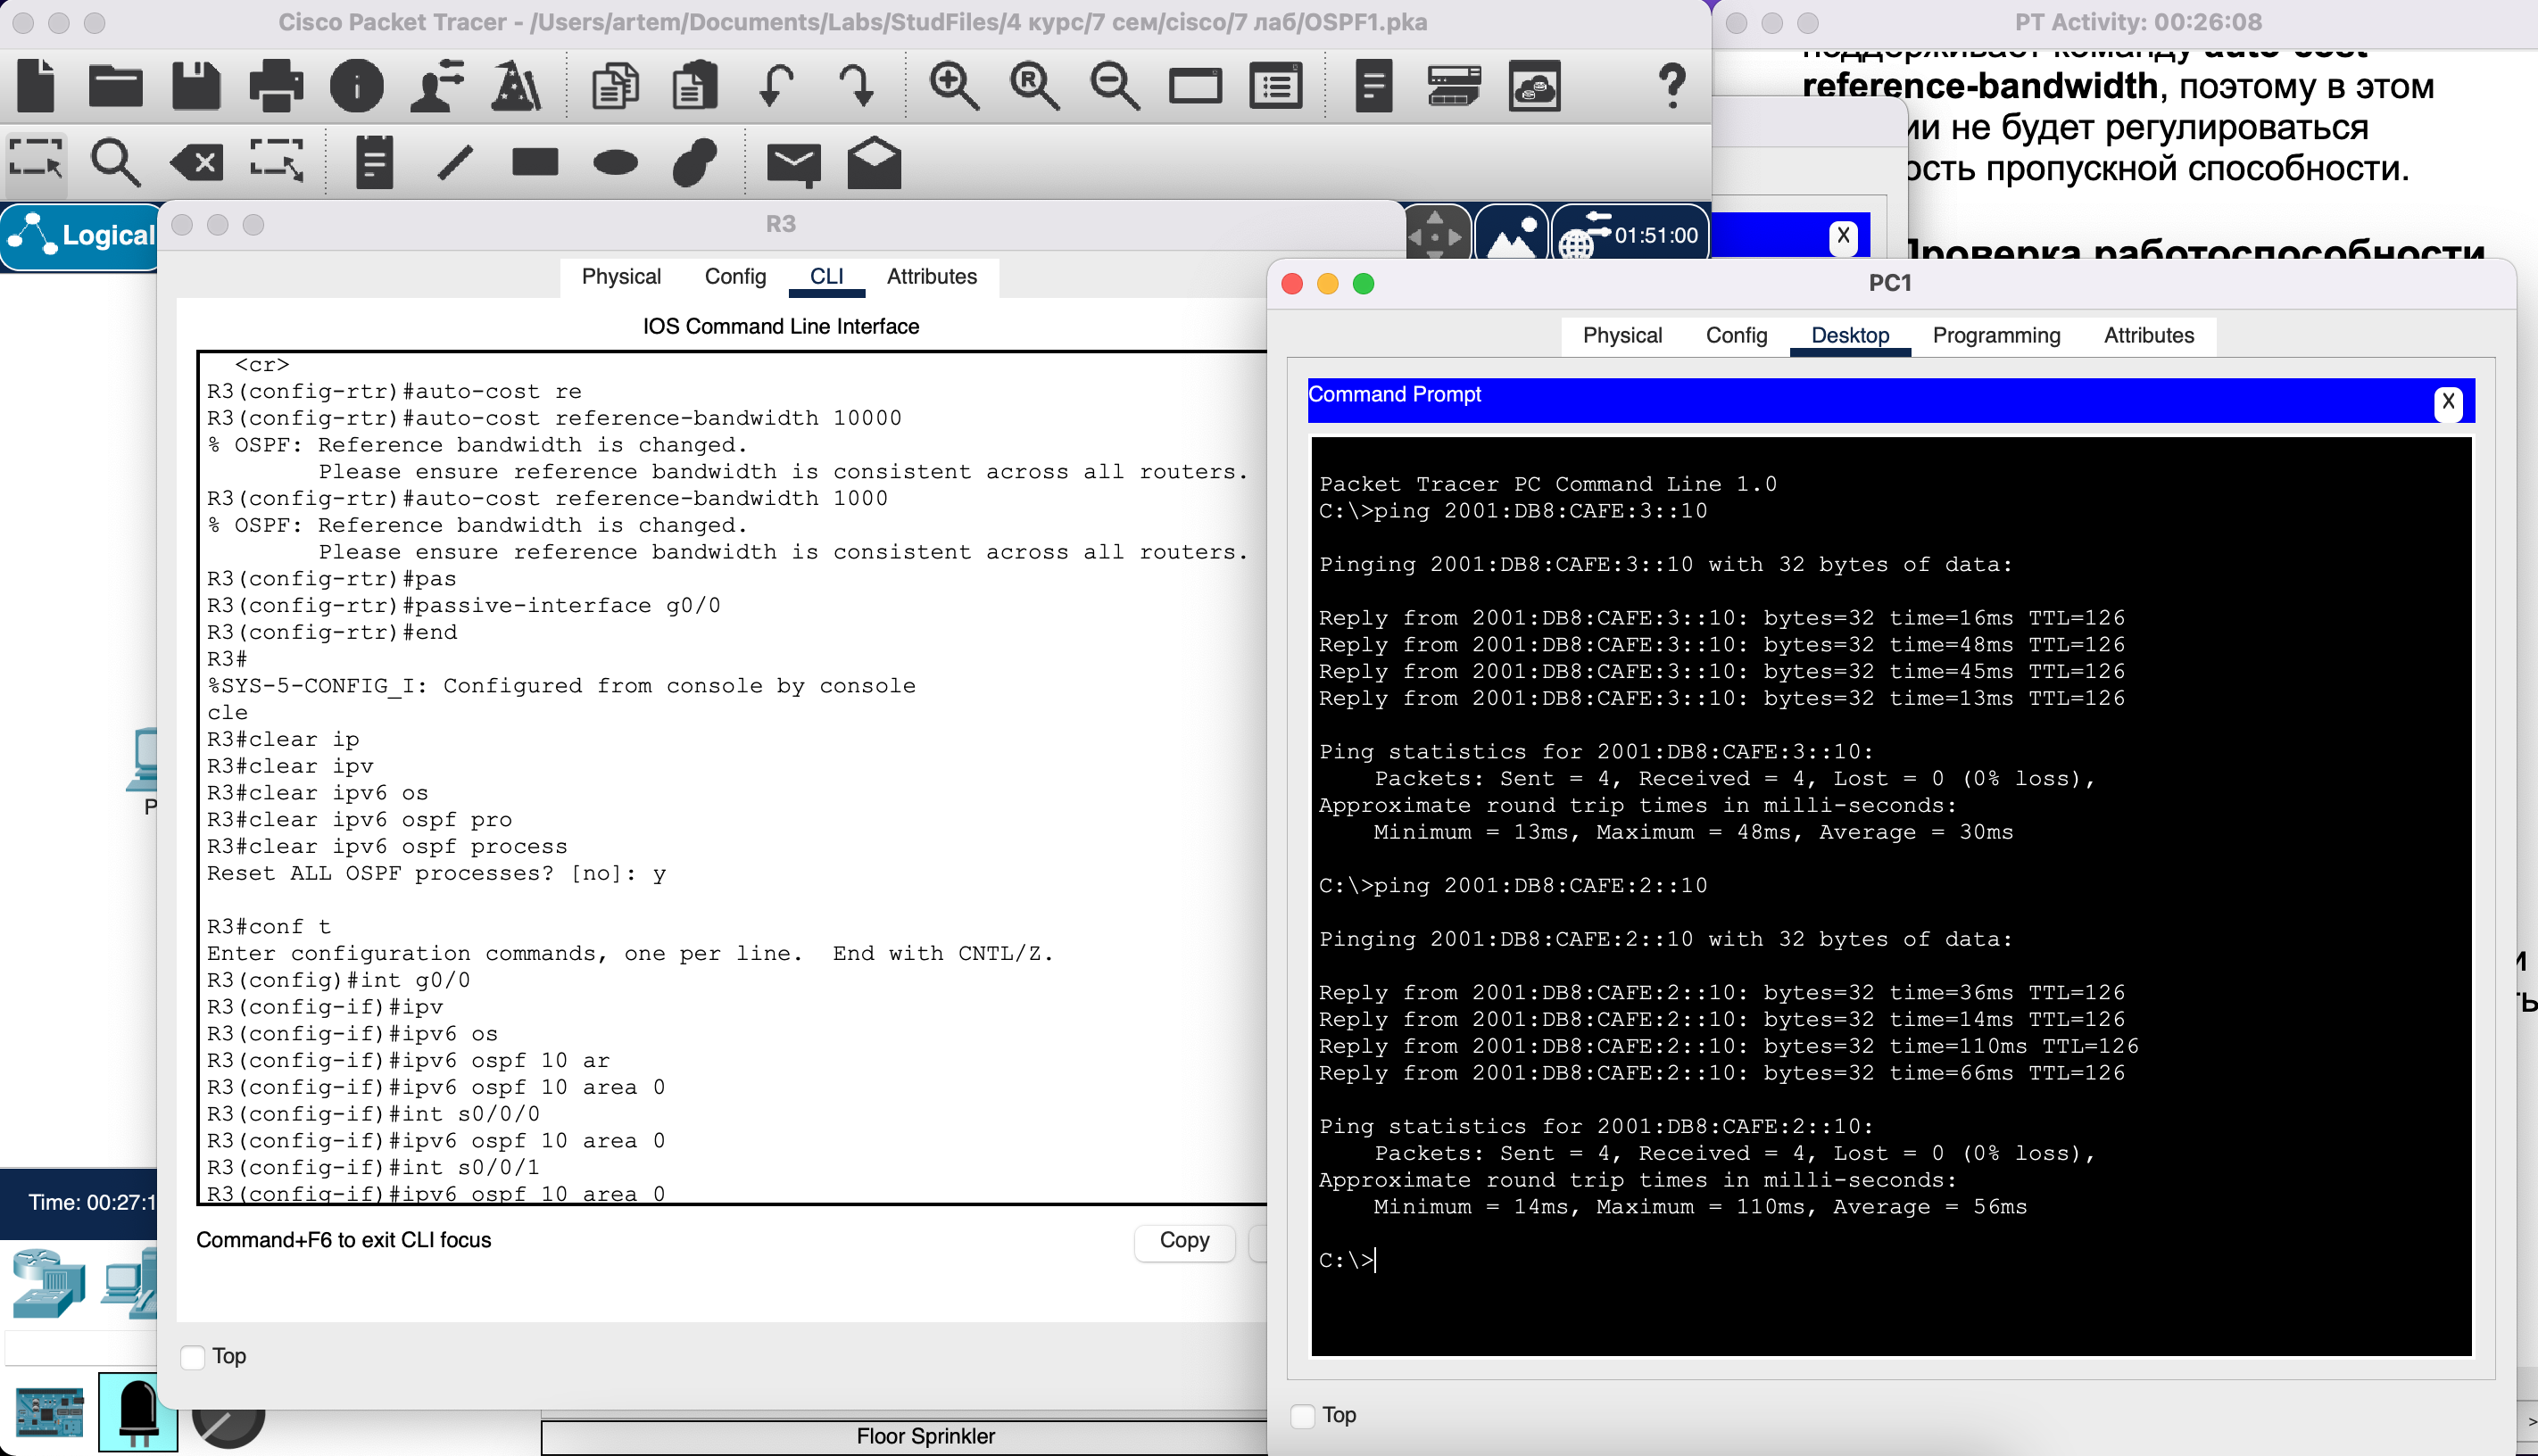 Cisco Packet Tracer - /Users/artem/Documents/Labs/StudFiles/4 курс/7 сем/cisco/7 лаб/OSPF1.pka
PT Activity: 00:26:08
поддерживает команду auto-cost
reference-bandwidth, поэтому в этом
не будет регулироваться
пропускной способности.
Проверка работоспособности
Logical
01:51:00
X
R3
Physical
Config
CLI
Attributes
IOS Command Line Interface
<cr>
R3(config-rtr)#auto-cost re
R3(config-rtr)#auto-cost reference-bandwidth 10000
% OSPF: Reference bandwidth is changed.
Please ensure reference bandwidth is consistent across all routers.
R3(config-rtr)#auto-cost reference-bandwidth 1000
% OSPF: Reference bandwidth is changed.
Please ensure reference bandwidth is consistent across all routers.
R3(config-rtr)#pas
R3(config-rtr)#passive-interface g0/0
R3(config-rtr)#end
R3#
%SYS-5-CONFIG_I: Configured from console by console
cle
R3#clear ip
R3#clear ipv
R3#clear ipv6 os
R3#clear ipv6 ospf pro
R3#clear ipv6 ospf process
Reset ALL OSPF processes? [no]: y
R3#conf t
Enter configuration commands, one per line.  End with CNTL/Z.
R3(config)#int g0/0
R3(config-if)#ipv
R3(config-if)#ipv6 os
R3(config-if)#ipv6 ospf 10 ar
R3(config-if)#ipv6 ospf 10 area 0
R3(config-if)#int s0/0/0
R3(config-if)#ipv6 ospf 10 area 0
R3(config-if)#int s0/0/1
R3(config-if)#ipv6 ospf 10 area 0
Command+F6 to exit CLI focus
Copy
Top
P
Time: 00:27:1
Floor Sprinkler
PC1
Physical
Config
Desktop
Programming
Attributes
Command Prompt
X
Packet Tracer PC Command Line 1.0
C:\>ping 2001:DB8:CAFE:3::10
Pinging 2001:DB8:CAFE:3::10 with 32 bytes of data:
Reply from 2001:DB8:CAFE:3::10: bytes=32 time=16ms TTL=126
Reply from 2001:DB8:CAFE:3::10: bytes=32 time=48ms TTL=126
Reply from 2001:DB8:CAFE:3::10: bytes=32 time=45ms TTL=126
Reply from 2001:DB8:CAFE:3::10: bytes=32 time=13ms TTL=126
Ping statistics for 2001:DB8:CAFE:3::10:
Packets: Sent = 4, Received = 4, Lost = 0 (0% loss),
Approximate round trip times in milli-seconds:
Minimum = 13ms, Maximum = 48ms, Average = 30ms
C:\>ping 2001:DB8:CAFE:2::10
Pinging 2001:DB8:CAFE:2::10 with 32 bytes of data:
Reply from 2001:DB8:CAFE:2::10: bytes=32 time=36ms TTL=126
Reply from 2001:DB8:CAFE:2::10: bytes=32 time=14ms TTL=126
Reply from 2001:DB8:CAFE:2::10: bytes=32 time=110ms TTL=126
Reply from 2001:DB8:CAFE:2::10: bytes=32 time=66ms TTL=126
Ping statistics for 2001:DB8:CAFE:2::10:
Packets: Sent = 4, Received = 4, Lost = 0 (0% loss),
Approximate round trip times in milli-seconds:
Minimum = 14ms, Maximum = 110ms, Average = 56ms
C:\>
Top